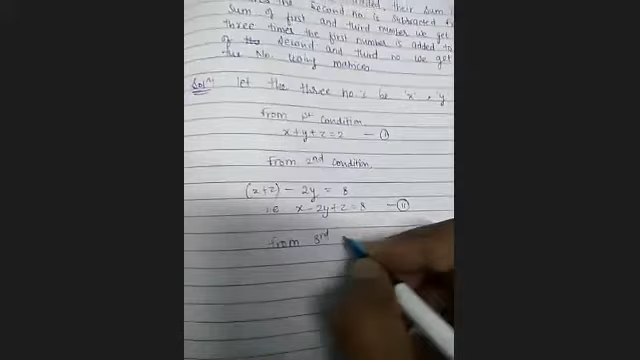 the second no. is subtracted
sum of first and third number we get
three times the first number is added to
of the second and third no we get
the No. using matrices.
Solⁿ let the three no.s be 'x', 'y
from 1st condition.
x+y+z=2 — (I)
from 2nd condition.
(x+z) - 2y = 8
i.e x-2y+z=8 — (II)
from 3rd